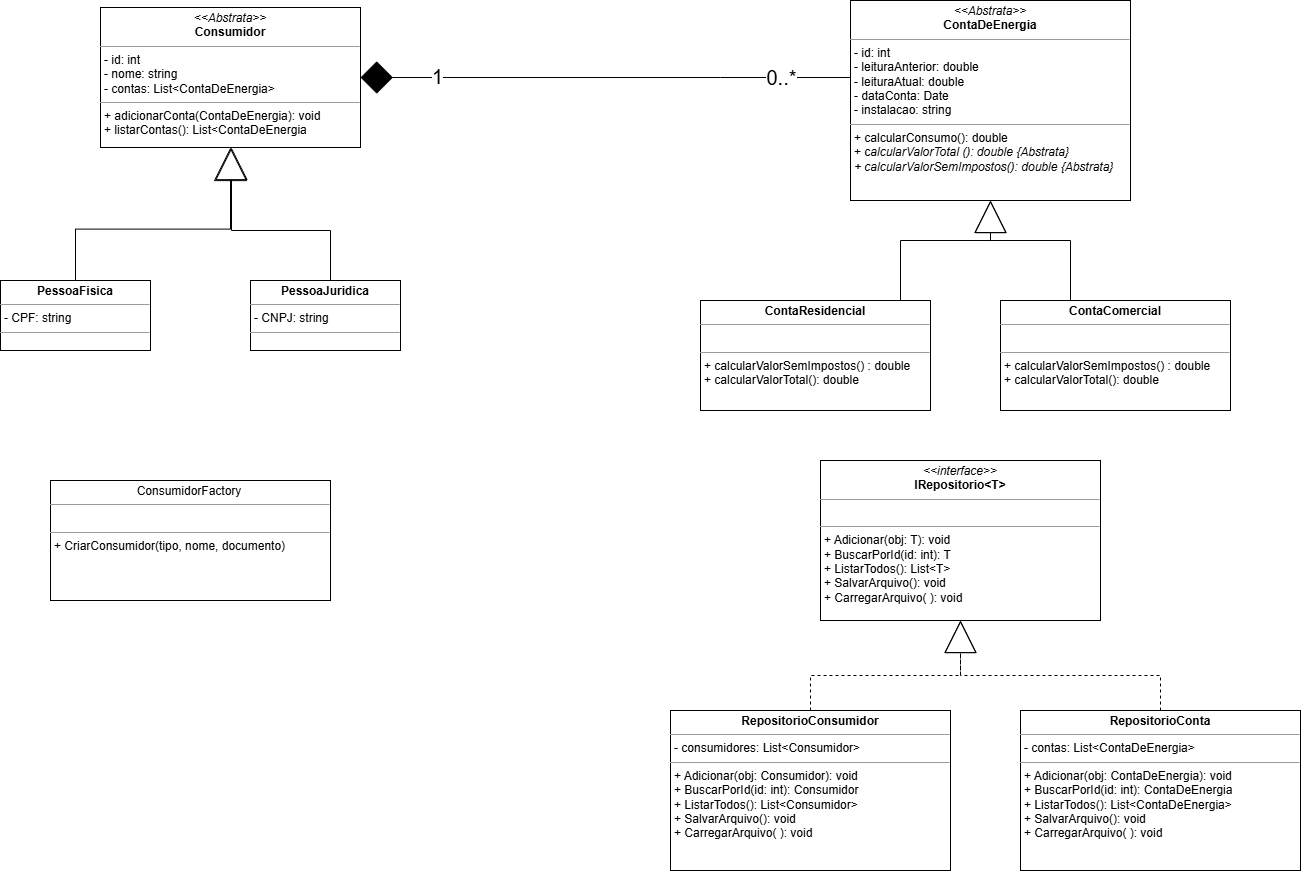 <<Abstrata>>
Consumidor
- id: int
- nome: string
- contas: List<ContaDeEnergia>
+ adicionarConta(ContaDeEnergia): void
+ listarContas(): List<ContaDeEnergia
1
0..*
<<Abstrata>>
ContaDeEnergia
- id: int
- leituraAnterior: double
- leituraAtual: double
- dataConta: Date
- instalacao: string
+ calcularConsumo(): double
+ calcularValorTotal (): double {Abstrata}
+ calcularValorSemImpostos(): double {Abstrata}
PessoaFisica
- CPF: string
PessoaJuridica
- CNPJ: string
ContaResidencial
+ calcularValorSemImpostos() : double
+ calcularValorTotal(): double
ContaComercial
+ calcularValorSemImpostos() : double
+ calcularValorTotal(): double
ConsumidorFactory
+ CriarConsumidor(tipo, nome, documento)
<<interface>>
IRepositorio<T>
+ Adicionar(obj: T): void
+ BuscarPorId(id: int): T
+ ListarTodos(): List<T>
+ SalvarArquivo(): void
+ CarregarArquivo( ): void
RepositorioConsumidor
- consumidores: List<Consumidor>
+ Adicionar(obj: Consumidor): void
+ BuscarPorId(id: int): Consumidor
+ ListarTodos(): List<Consumidor>
+ SalvarArquivo(): void
+ CarregarArquivo( ): void
RepositorioConta
- contas: List<ContaDeEnergia>
+ Adicionar(obj: ContaDeEnergia): void
+ BuscarPorId(id: int): ContaDeEnergia
+ ListarTodos(): List<ContaDeEnergia>
+ SalvarArquivo(): void
+ CarregarArquivo( ): void